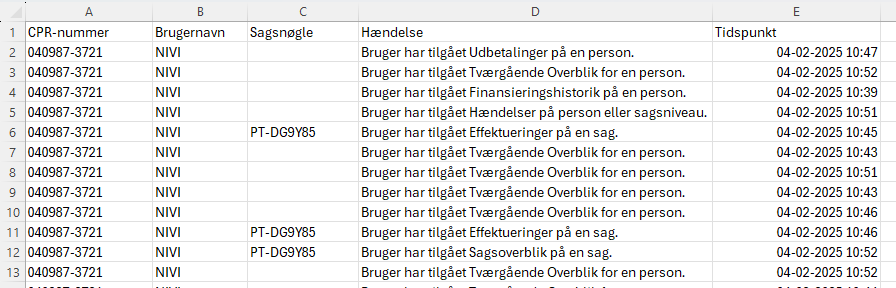 A B C D E
1 CPR-nummer Brugernavn Sagsnøgle Hændelse Tidspunkt
2 040987-3721 NIVI Bruger har tilgået Udbetalinger på en person. 04-02-2025 10:47
3 040987-3721 NIVI Bruger har tilgået Tværgående Overblik for en person. 04-02-2025 10:52
4 040987-3721 NIVI Bruger har tilgået Finansieringshistorik på en person. 04-02-2025 10:39
5 040987-3721 NIVI Bruger har tilgået Hændelser på person eller sagsniveau. 04-02-2025 10:51
6 040987-3721 NIVI PT-DG9Y85 Bruger har tilgået Effektueringer på en sag. 04-02-2025 10:45
7 040987-3721 NIVI Bruger har tilgået Tværgående Overblik for en person. 04-02-2025 10:43
8 040987-3721 NIVI Bruger har tilgået Tværgående Overblik for en person. 04-02-2025 10:51
9 040987-3721 NIVI Bruger har tilgået Tværgående Overblik for en person. 04-02-2025 10:43
10 040987-3721 NIVI Bruger har tilgået Tværgående Overblik for en person. 04-02-2025 10:46
11 040987-3721 NIVI PT-DG9Y85 Bruger har tilgået Effektueringer på en sag. 04-02-2025 10:46
12 040987-3721 NIVI PT-DG9Y85 Bruger har tilgået Sagsoverblik på en sag. 04-02-2025 10:52
13 040987-3721 NIVI Bruger har tilgået Tværgående Overblik for en person. 04-02-2025 10:52